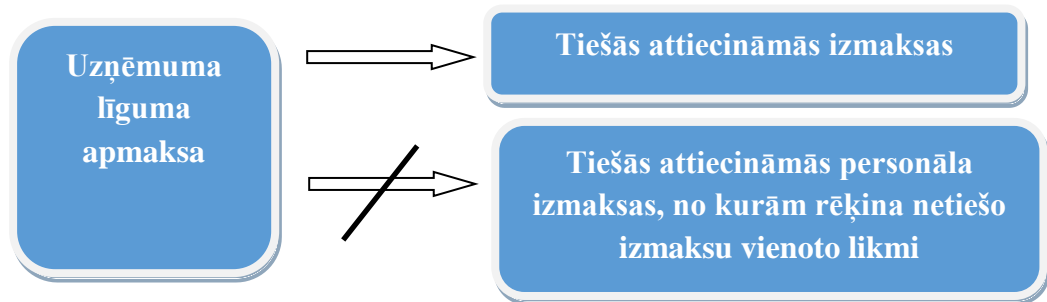 Uzņēmuma
līguma
apmaksa
Tiešās attiecināmās izmaksas
Tiešās attiecināmās personāla
izmaksas, no kurām rēķina netiešo
izmaksu vienoto likmi